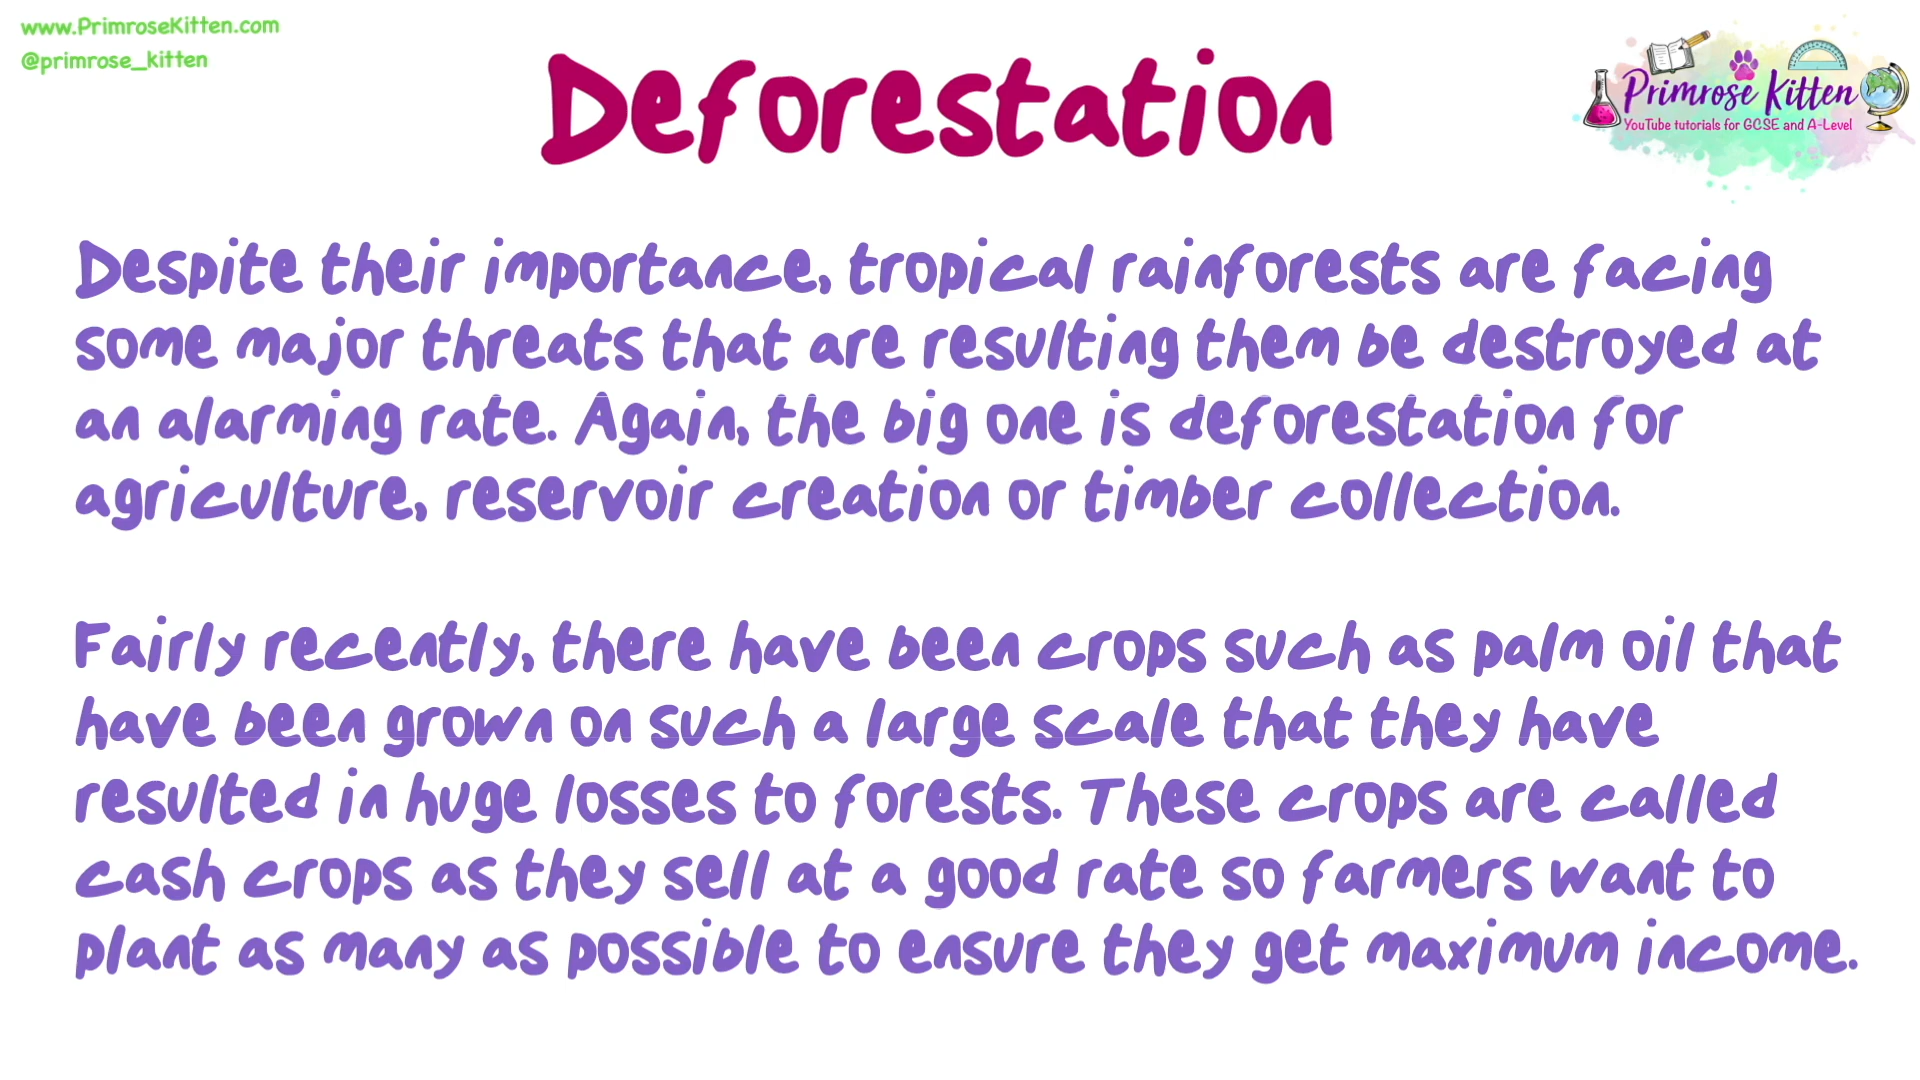 www.PrimroseKitten.com
@primrose_kitten
Deforestation
Primrose Kitten
YouTube tutorials for GCSE and A-Level
Despite their importance, tropical rainforests are facing
some major threats that are resulting them be destroyed at
an alarming rate. Again, the big one is deforestation for
agriculture, reservoir creation or timber collection.
Fairly recently, there have been crops such as palm oil that
have been grown on such a large scale that they have
resulted in huge losses to forests. These crops are called
cash crops as they sell at a good rate so farmers want to
plant as many as possible to ensure they get maximum income.